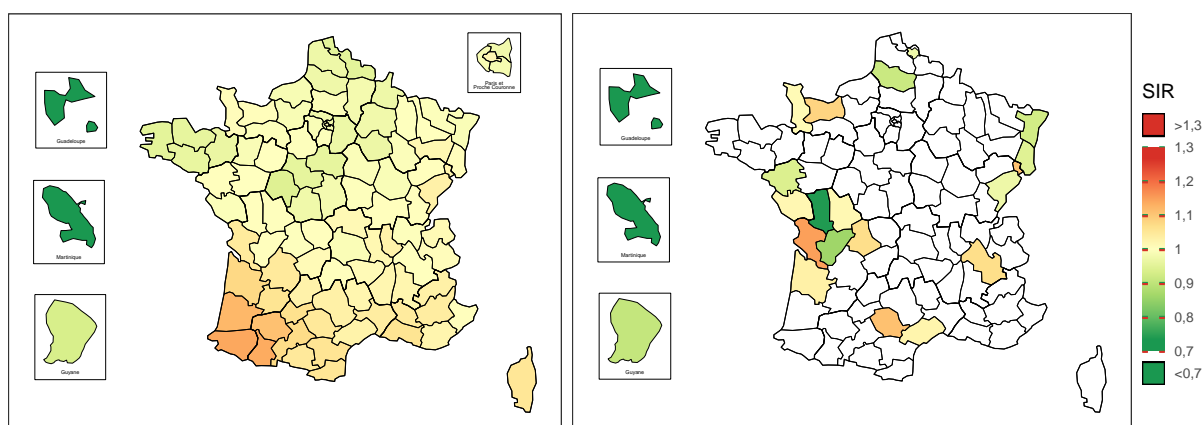 Paris et
Proche Couronne
Guadeloupe
Martinique
Guyane
Guadeloupe
Martinique
Guyane
SIR
>1,3
1,3
1,2
1,1
1
0,9
0,8
0,7
<0,7